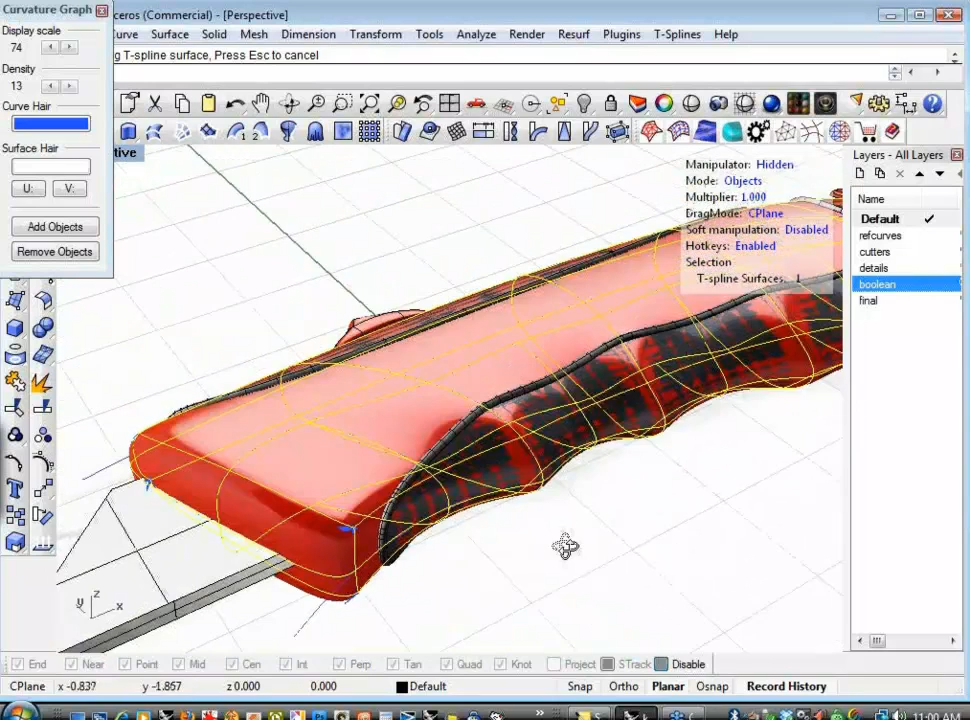 Curvature Graph
ceros (Commercial) - [Perspective]
Curve Surface Solid Mesh Dimension Transform Tools Analyze Render Resurf Plugins T-Splines Help
g T-spline surface, Press Esc to cancel
Display scale
74
Density
13
Curve Hair
Surface Hair
U: V:
Add Objects
Remove Objects
tive
Manipulator: Hidden
Mode: Objects
Multiplier: 1.000
DragMode: CPlane
Soft manipulation: Disabled
Hotkeys: Enabled
Selection
T-spline Surfaces: 1
Layers - All Layers
Name
Default
refcurves
cutters
details
boolean
final
z
y x
End Near Point Mid Cen Int Perp Tan Quad Knot Project STrack Disable
CPlane x -0.837 y -1.857 z 0.000 0.000 Default Snap Ortho Planar Osnap Record History
11:00 AM